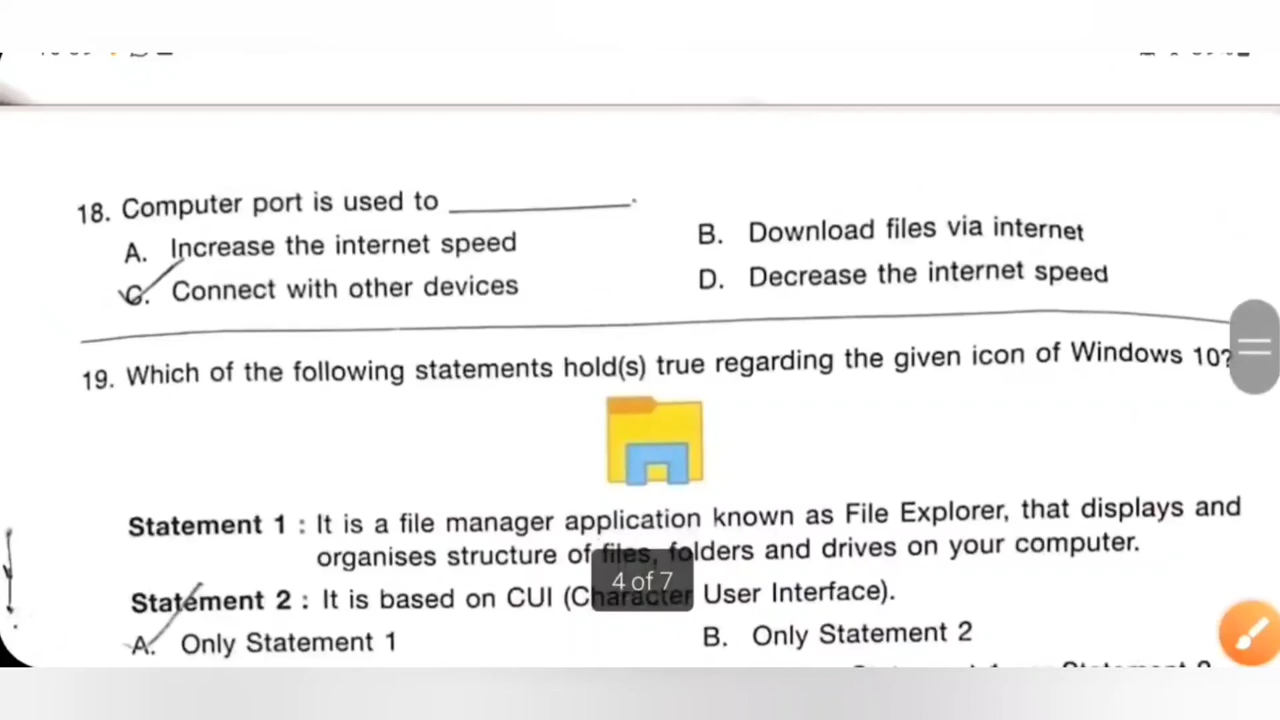 18. Computer port is used to ____________.
A. Increase the internet speed
B. Download files via internet
C. Connect with other devices
D. Decrease the internet speed
19. Which of the following statements hold(s) true regarding the given icon of Windows 10?
Statement 1 : It is a file manager application known as File Explorer, that displays and
organises structure of files, folders and drives on your computer.
4 of 7
Statement 2 : It is based on CUI (Character User Interface).
A. Only Statement 1
B. Only Statement 2